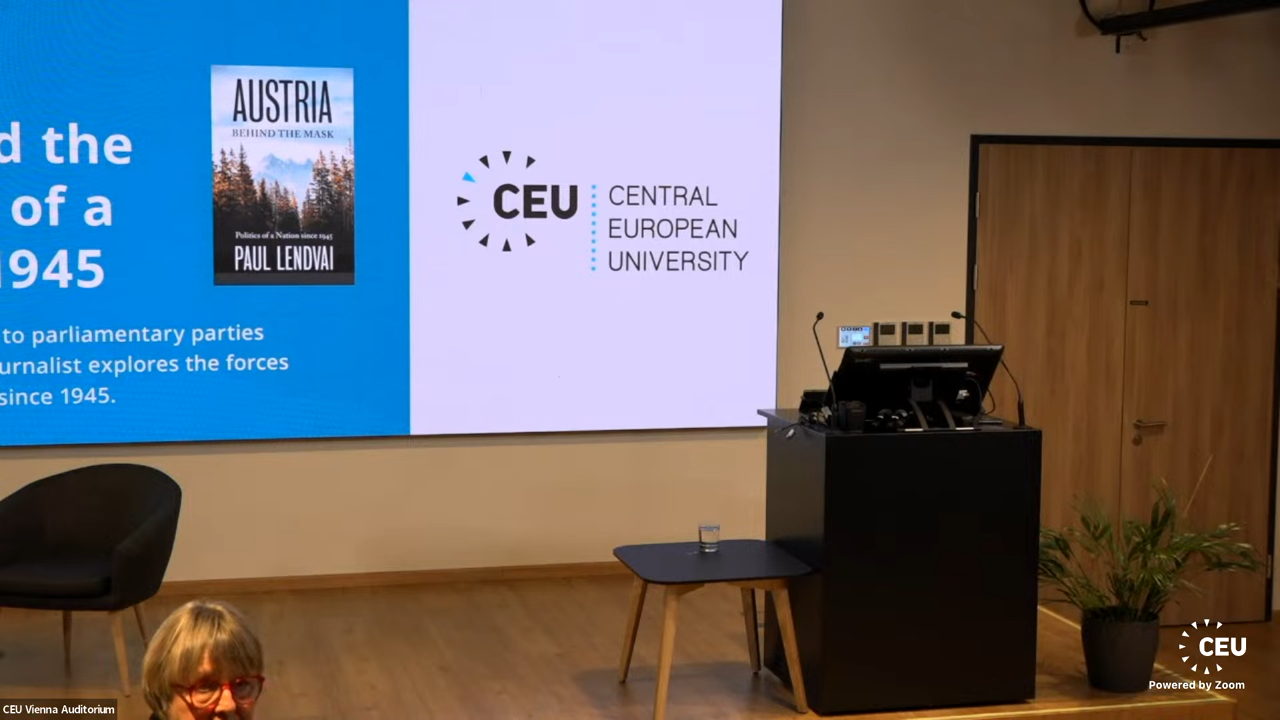 d the
of a
1945
to parliamentary parties
urnalist explores the forces
since 1945.
AUSTRIA
BEHIND THE MASK
Politics of a Nation since 1945
PAUL LENDVAI
CEU
CENTRAL
EUROPEAN
UNIVERSITY
CEU
Powered by Zoom
CEU Vienna Auditorium